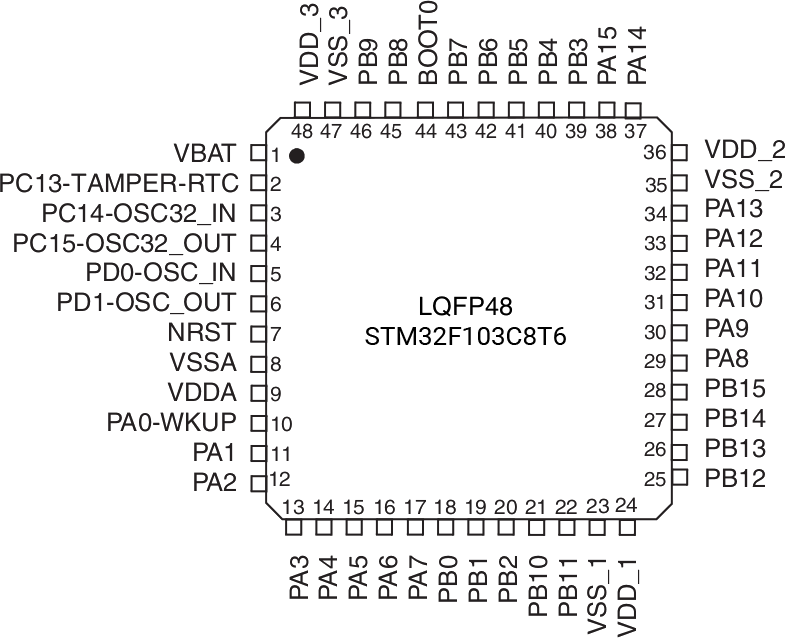 VDD_3 VSS_3 PB9 PB8 BOOT0 PB7 PB6 PB5 PB4 PB3 PA15 PA14
48 47 46 45 44 43 42 41 40 39 38 37
VBAT 1 36 VDD_2
PC13-TAMPER-RTC 2 35 VSS_2
PC14-OSC32_IN 3 34 PA13
PC15-OSC32_OUT 4 33 PA12
PD0-OSC_IN 5 32 PA11
PD1-OSC_OUT 6 31 PA10
LQFP48
NRST 7 30 PA9
STM32F103C8T6
VSSA 8 29 PA8
VDDA 9 28 PB15
PA0-WKUP 10 27 PB14
PA1 11 26 PB13
PA2 12 25 PB12
13 14 15 16 17 18 19 20 21 22 23 24
PA3 PA4 PA5 PA6 PA7 PB0 PB1 PB2 PB10 PB11 VSS_1 VDD_1